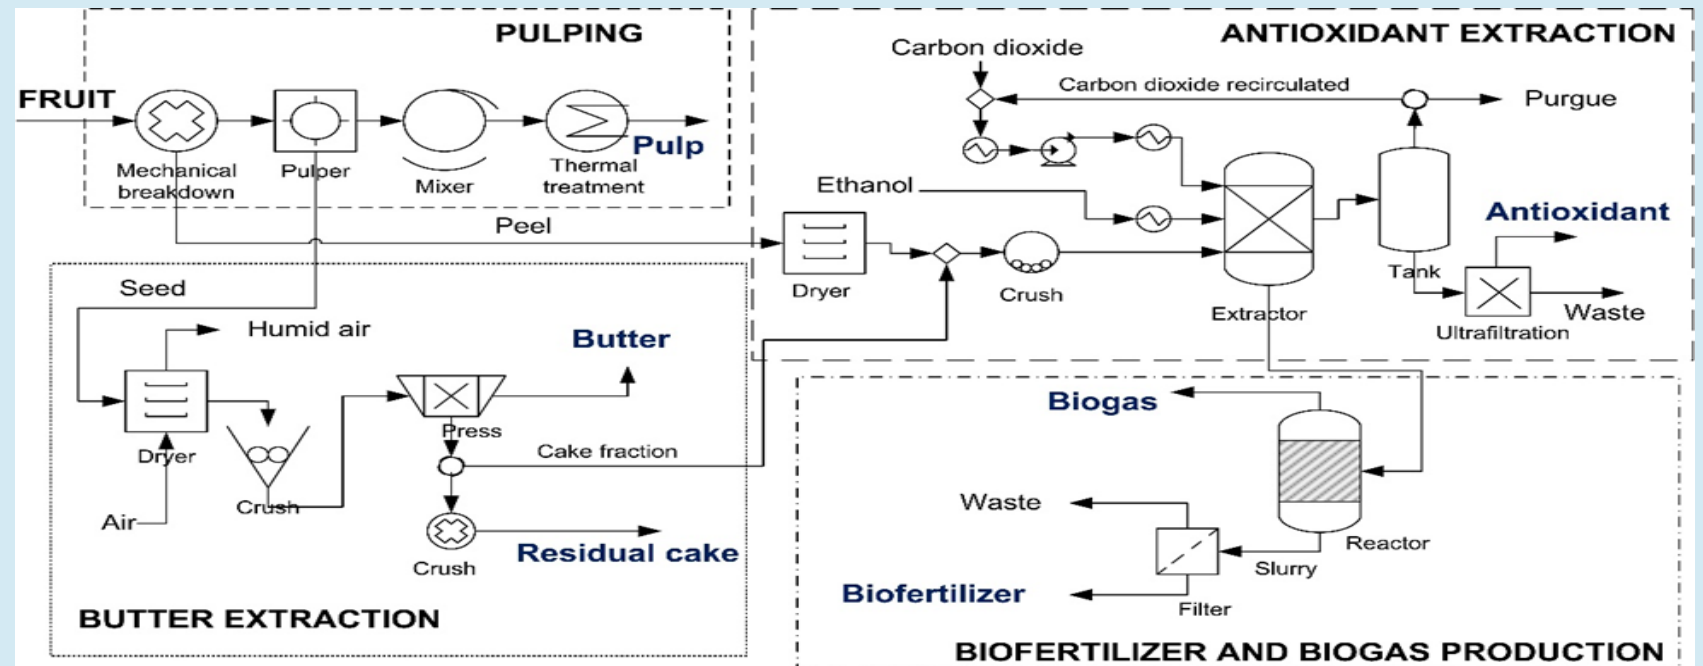 PULPING
FRUIT
Mechanical
breakdown
Pulper
Mixer
Thermal
treatment
Pulp
Peel
ANTIOXIDANT EXTRACTION
Carbon dioxide
Carbon dioxide recirculated
Purgue
Ethanol
Dryer
Crush
Extractor
Tank
Antioxidant
Ultrafiltration
Waste
Seed
Humid air
Dryer
Air
Crush
Press
Butter
Cake fraction
Crush
Residual cake
BUTTER EXTRACTION
Biogas
Reactor
Slurry
Waste
Filter
Biofertilizer
BIOFERTILIZER AND BIOGAS PRODUCTION